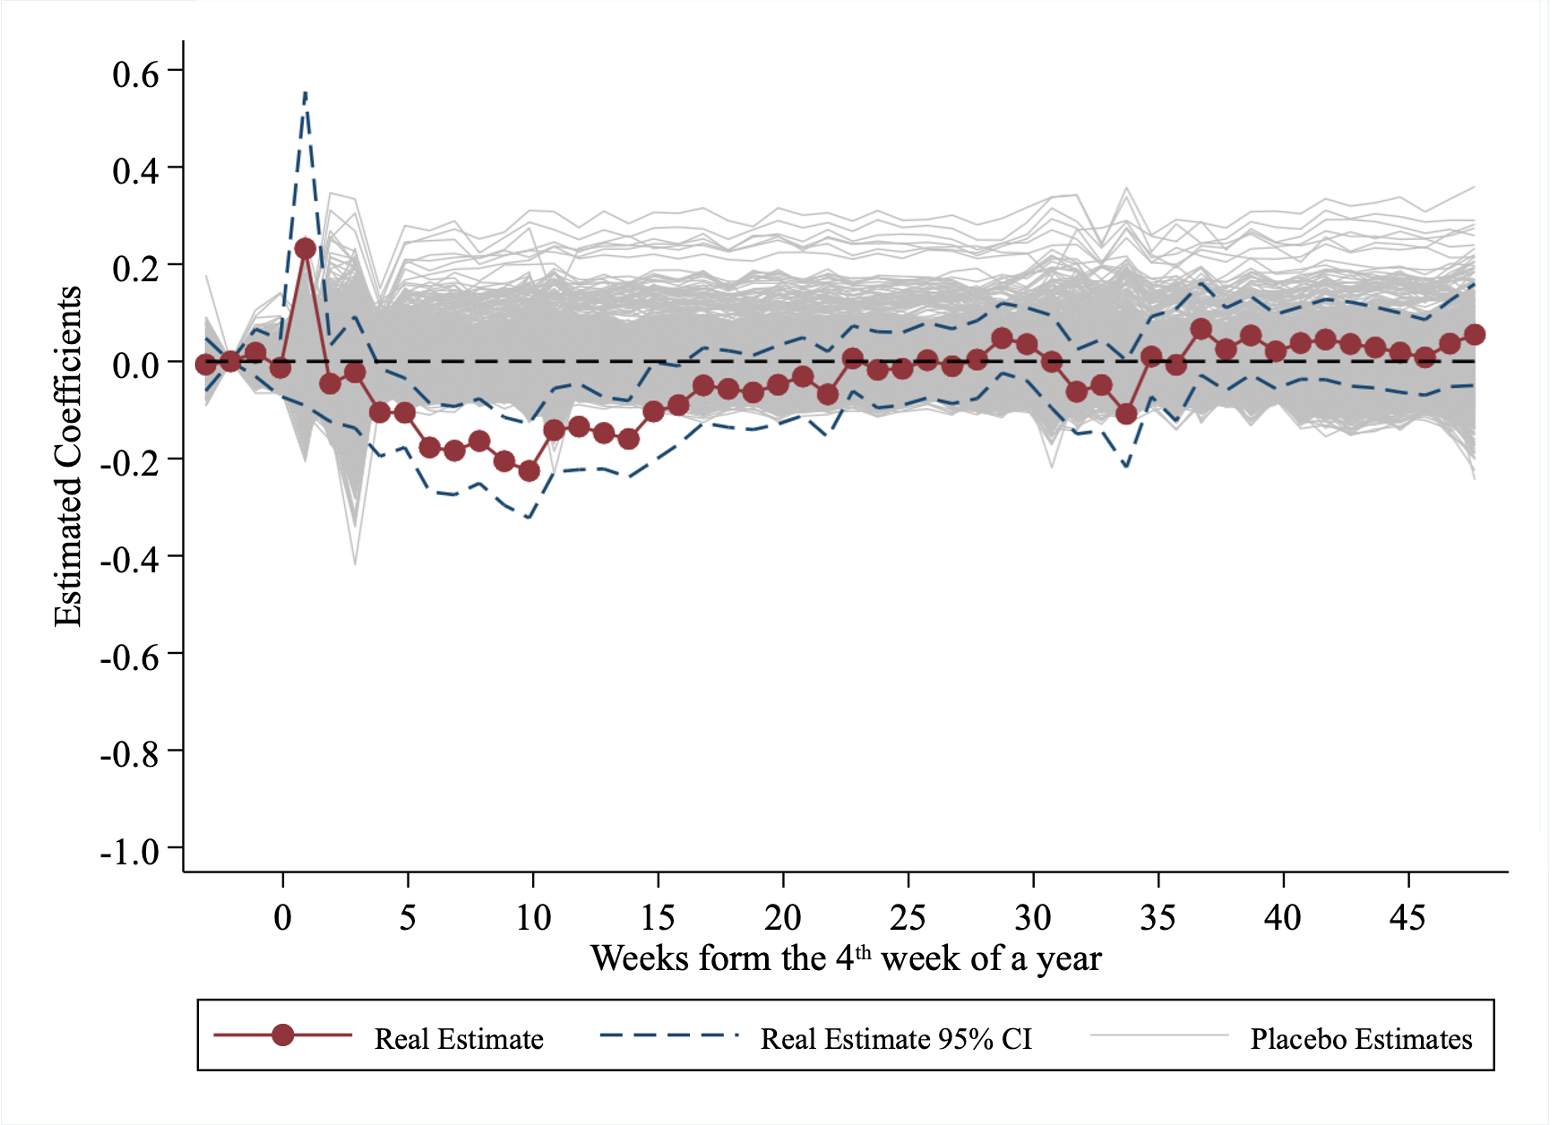 Estimated Coefficients
0.6
0.4
0.2
0.0
-0.2
-0.4
-0.6
-0.8
-1.0
0 5 10 15 20 25 30 35 40 45
Weeks form the 4th week of a year
Real Estimate Real Estimate 95% CI Placebo Estimates